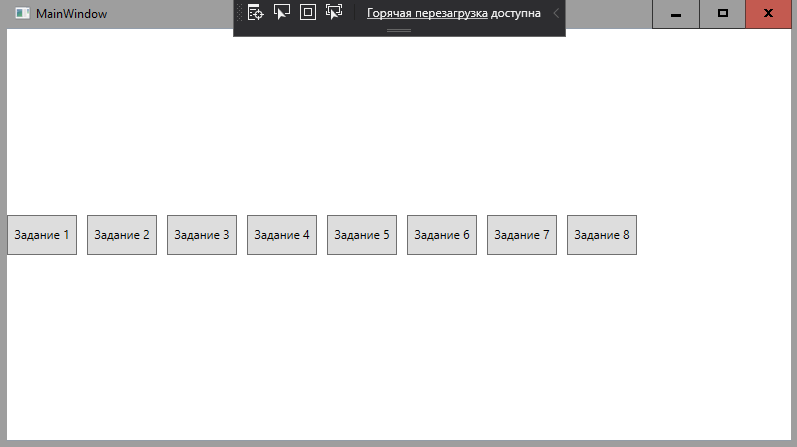 MainWindow
Горячая перезагрузка доступна
Задание 1 Задание 2 Задание 3 Задание 4 Задание 5 Задание 6 Задание 7 Задание 8